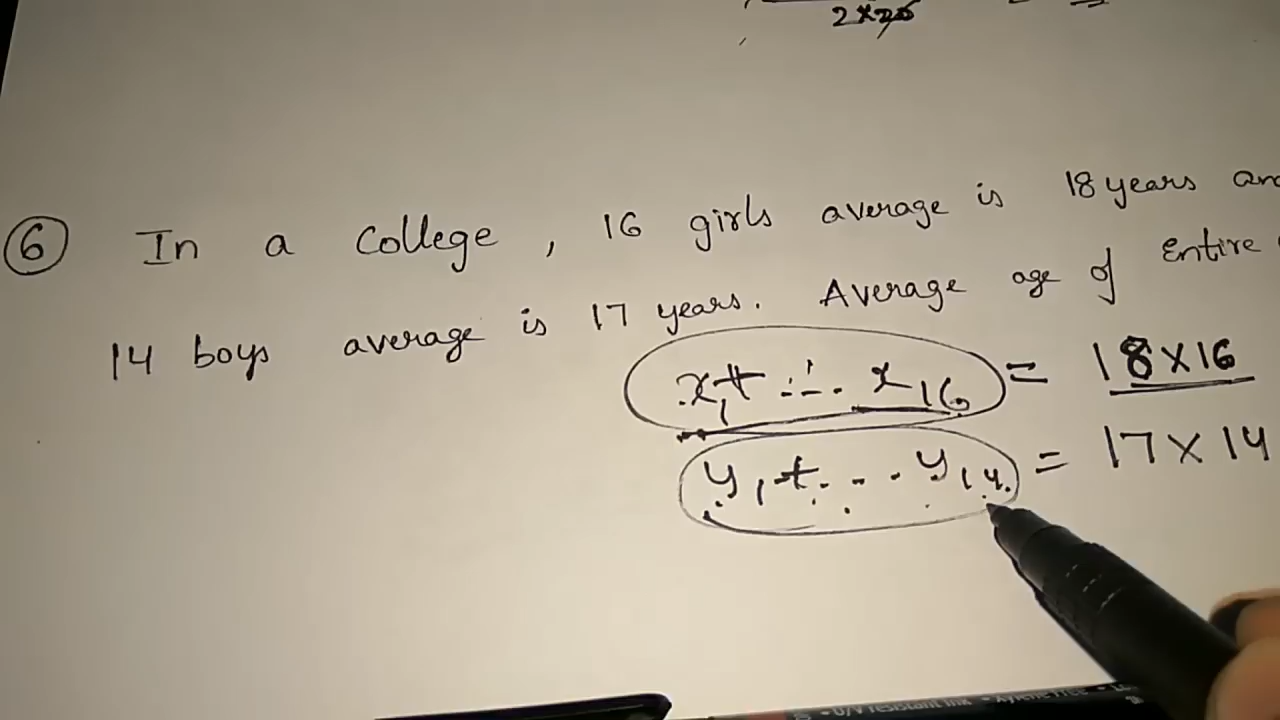 2×20
⑥ In a college, 16 girls average is 18 years and
14 boys average is 17 years. Average age of entire
x₁+ ... x₁₆ = 18×16
y₁+ ... y₁₄ = 17×14